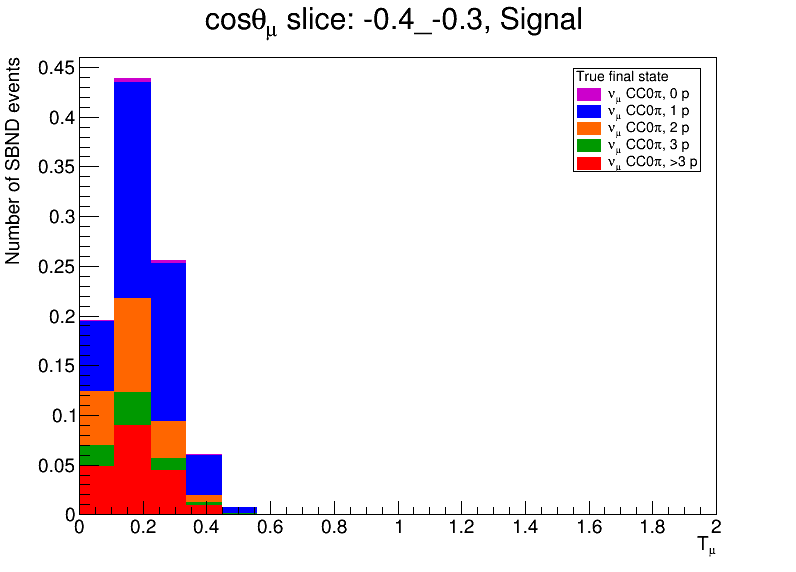 cosθμ slice: -0.4_-0.3, Signal
Number of SBND events
0.45
0.4
0.35
0.3
0.25
0.2
0.15
0.1
0.05
0
True final state
νμ CC0π, 0 p
νμ CC0π, 1 p
νμ CC0π, 2 p
νμ CC0π, 3 p
νμ CC0π, >3 p
0 0.2 0.4 0.6 0.8 1 1.2 1.4 1.6 1.8 2
Tμ